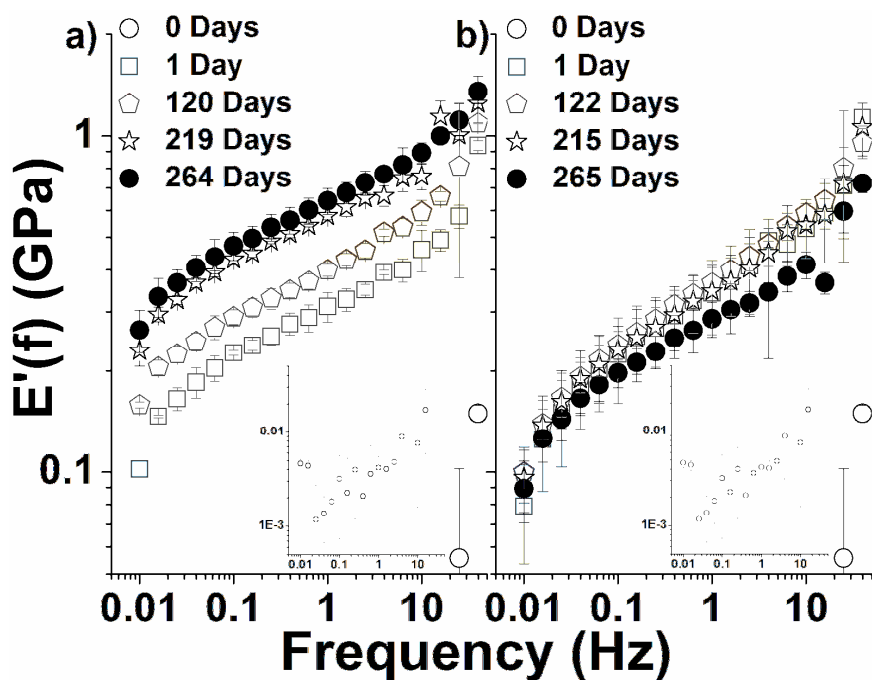 a)
0 Days
1 Day
120 Days
219 Days
264 Days
b)
0 Days
1 Day
122 Days
215 Days
265 Days
E'(f) (GPa)
1
0.1
0.01
1E-3
0.01 0.1 1 10
0.01
1E-3
0.01 0.1 1 10
0.01 0.1 1 10
0.01 0.1 1 10
Frequency (Hz)